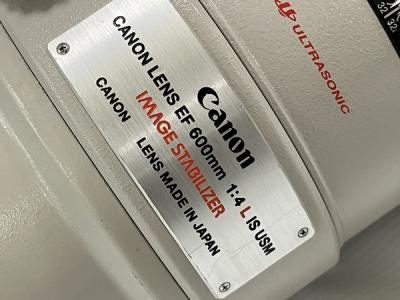 Canon
CANON LENS EF 600mm 1:4 L IS USM
IMAGE STABILIZER
CANON LENS MADE IN JAPAN
ULTRASONIC